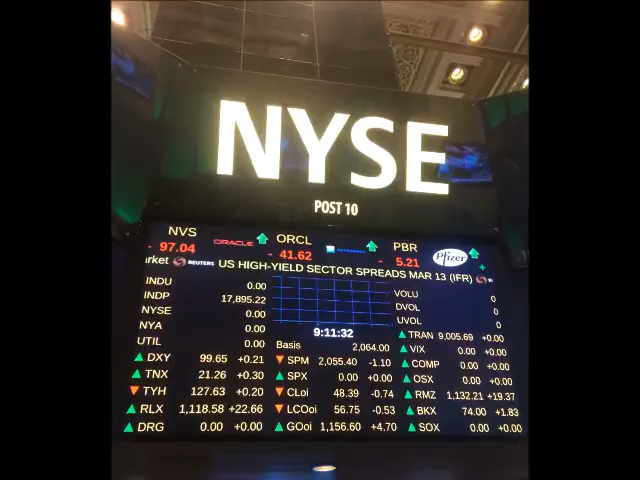 NYSE
POST 10
NVS ORCL PBR
ORACLE PETROBRAS Pfizer
- 97.04 - 41.62 - 5.21 +
arket REUTERS US HIGH-YIELD SECTOR SPREADS MAR 13 (IFR)
INDU 0.00
INDP 17,895.22
NYSE 0.00
NYA 0.00
UTIL 0.00
▲ DXY 99.65 +0.21
▲ TNX 21.26 +0.30
▼ TYH 127.63 +0.20
▲ RLX 1,118.58 +22.66
▲ DRG 0.00 +0.00
9:11:32
Basis 2,064.00
▼ SPM 2,055.40 -1.10
▲ SPX 0.00 +0.00
▼ CLoi 48.39 -0.74
▼ LCOoi 56.75 -0.53
▲ GOoi 1,156.60 +4.70
VOLU 0
DVOL 0
UVOL 0
▲ TRAN 9,005.69 +0.00
▲ VIX 0.00 +0.00
▲ COMP 0.00 +0.00
▲ OSX 0.00 +0.00
▲ RMZ 1,132.21 +19.37
▲ BKX 74.00 +1.83
▲ SOX 0.00 +0.00